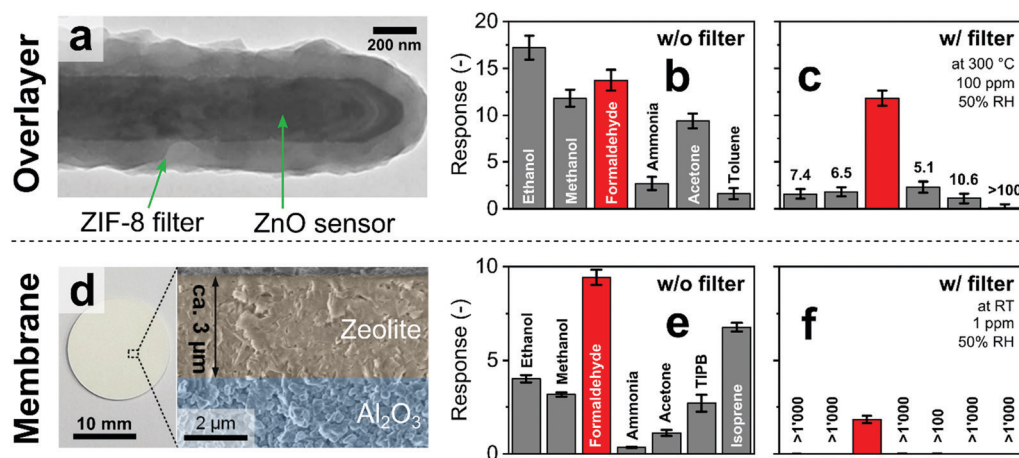 Overlayer
a
200 nm
ZIF-8 filter
ZnO sensor
Response (-)
20
15
10
5
0
w/o filter
b
Ethanol
Methanol
Formaldehyde
Ammonia
Acetone
Toluene
w/ filter
c
at 300 °C
100 ppm
50% RH
7.4
6.5
5.1
10.6
>100
Membrane
d
10 mm
ca. 3 µm
Zeolite
Al₂O₃
2 µm
Response (-)
10
5
0
w/o filter
e
Ethanol
Methanol
Formaldehyde
Ammonia
Acetone
TIPB
Isoprene
w/ filter
f
at RT
1 ppm
50% RH
>1'000
>1'000
>1'000
>100
>1'000
>1'000